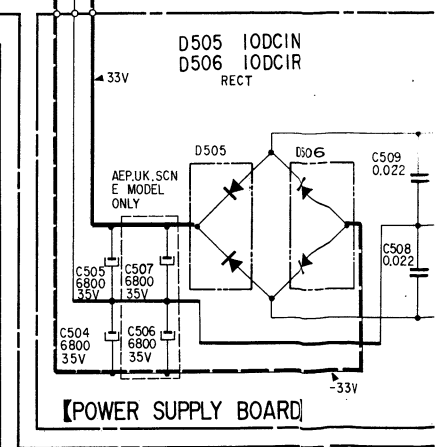 D505 10DC1N
D506 10DC1R
RECT
33V
D505
D506
AEP,UK,SCN
E MODEL
ONLY
C509
0.022
C508
0.022
C505
6800
35V
C507
6800
35V
C504
6800
35V
C506
6800
35V
-33V
【POWER SUPPLY BOARD】